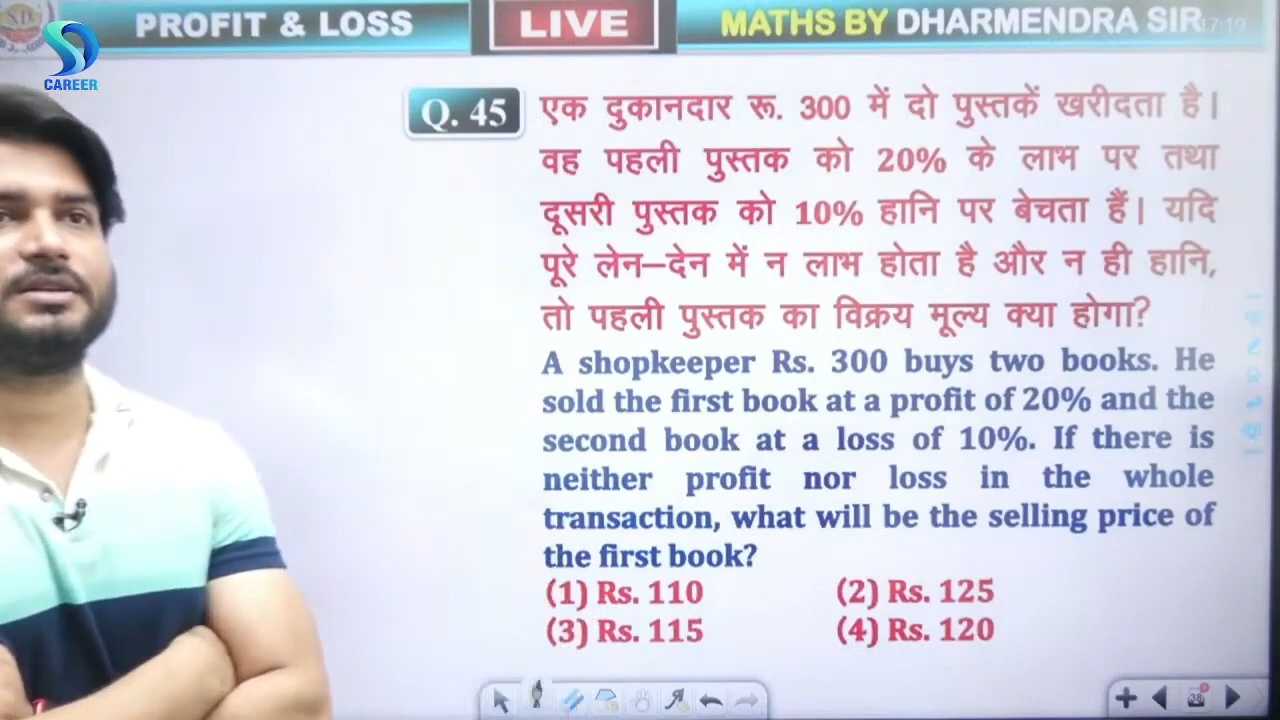 PROFIT & LOSS
LIVE
MATHS BY DHARMENDRA SIR
17:19
S.D.
CAREER
Q. 45
एक दुकानदार रू. 300 में दो पुस्तकें खरीदता है।
वह पहली पुस्तक को 20% के लाभ पर तथा
दूसरी पुस्तक को 10% हानि पर बेचता हैं। यदि
पूरे लेन–देन में न लाभ होता है और न ही हानि,
तो पहली पुस्तक का विक्रय मूल्य क्या होगा?
A shopkeeper Rs. 300 buys two books. He
sold the first book at a profit of 20% and the
second book at a loss of 10%. If there is
neither profit nor loss in the whole
transaction, what will be the selling price of
the first book?
(1) Rs. 110 (2) Rs. 125
(3) Rs. 115 (4) Rs. 120
38